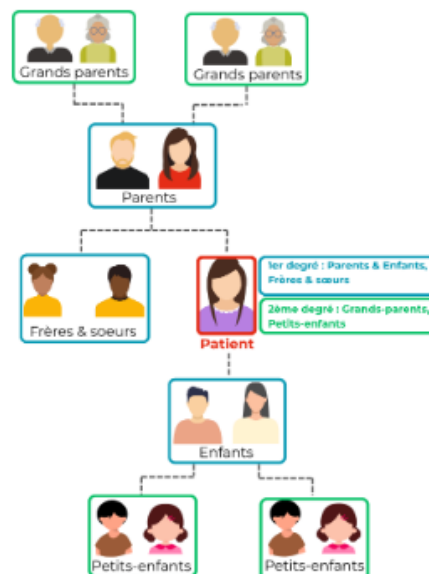 Grands parents
Grands parents
Parents
Frères & soeurs
Patient
1er degré : Parents & Enfants,
Frères & sœurs
2ème degré : Grands-parents,
Petits-enfants
Enfants
Petits-enfants
Petits-enfants